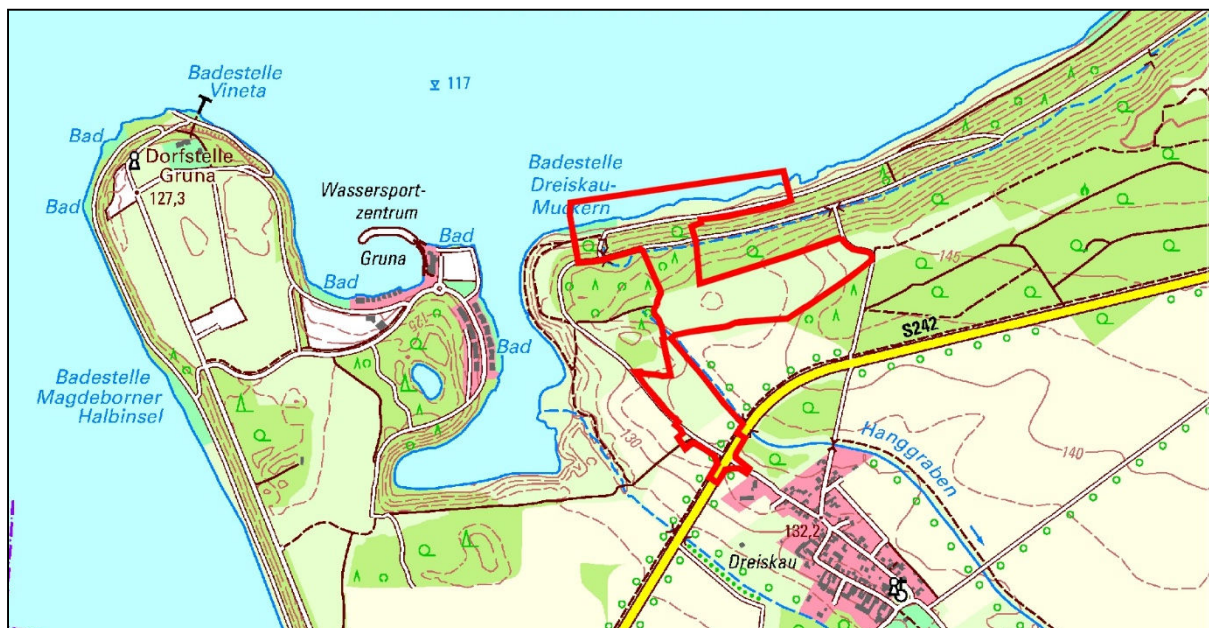 Badestelle
Vineta
117
Bad
Dorfstelle
Gruna
127,3
Bad
Wassersport-
zentrum
Gruna
Bad
Bad
Bad
Badestelle
Dreiskau-
Muckern
Badestelle
Magdeborner
Halbinsel
145
S242
130
Hanggraben
140
132,2
Dreiskau